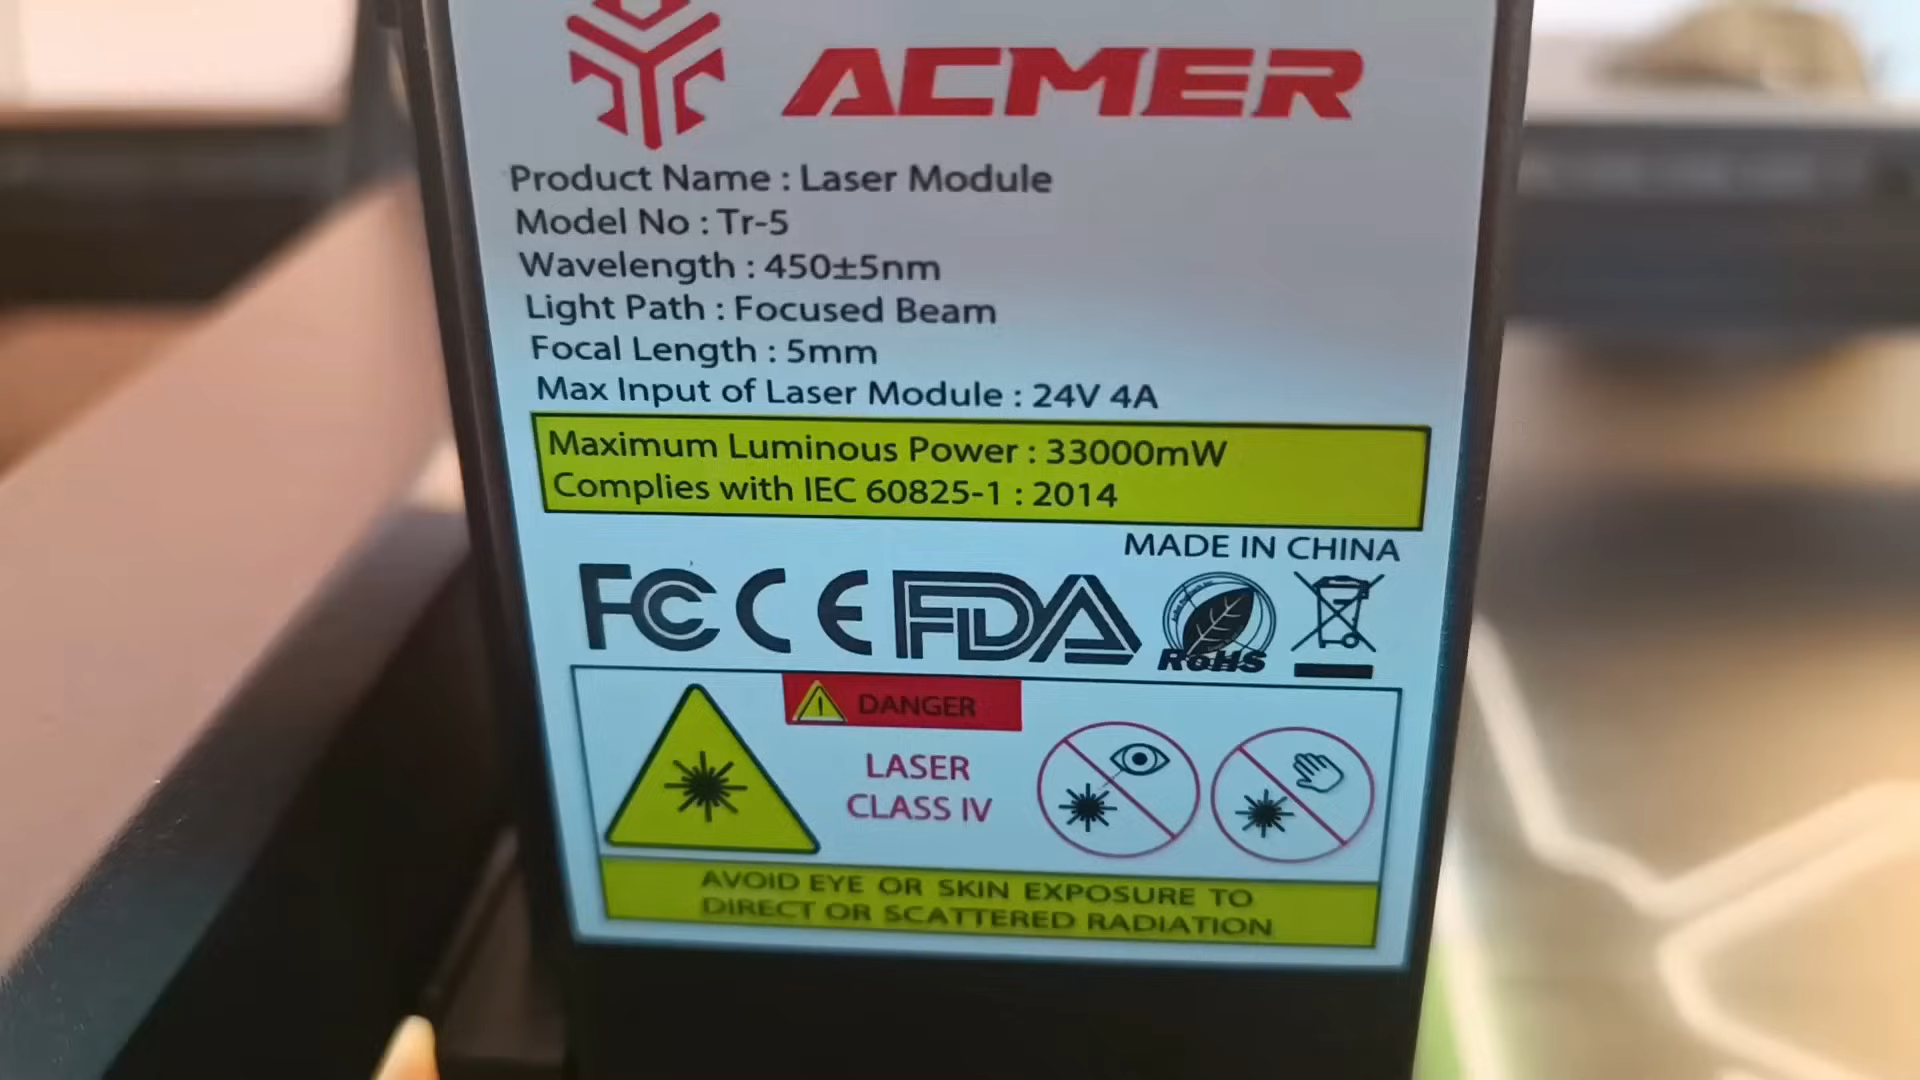 ACMER
Product Name : Laser Module
Model No : Tr-5
Wavelength : 450±5nm
Light Path : Focused Beam
Focal Length : 5mm
Max Input of Laser Module : 24V 4A
Maximum Luminous Power : 33000mW
Complies with IEC 60825-1 : 2014
MADE IN CHINA
FC CE FDA RoHS
DANGER
LASER
CLASS IV
AVOID EYE OR SKIN EXPOSURE TO
DIRECT OR SCATTERED RADIATION